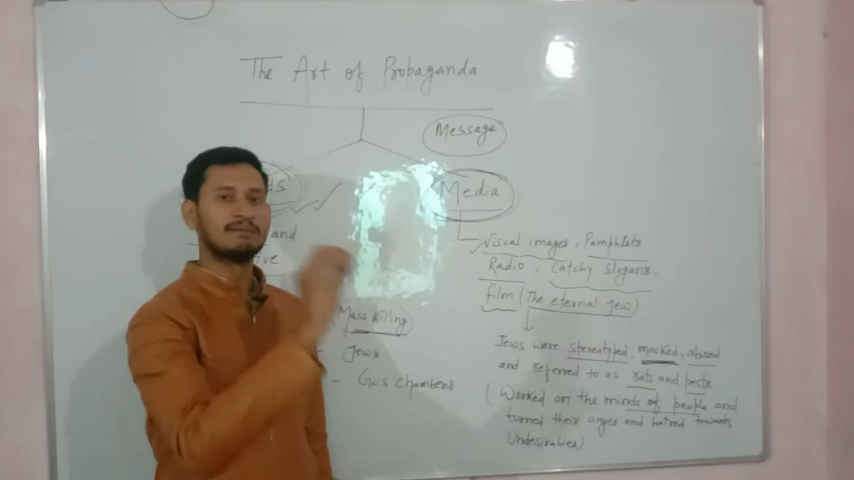 The Art of Propaganda
Message
Media
and
Visual images, Pamphlets
Radio, Catchy Slogans.
film (The eternal Jew)
Mass Killing
- Jews
- Gas Chambers
Jews were stereotyped, mocked, abused
and referred to as rats and pests
(Worked on the minds of people and
turned their anger and hatred towards
Undesirables)